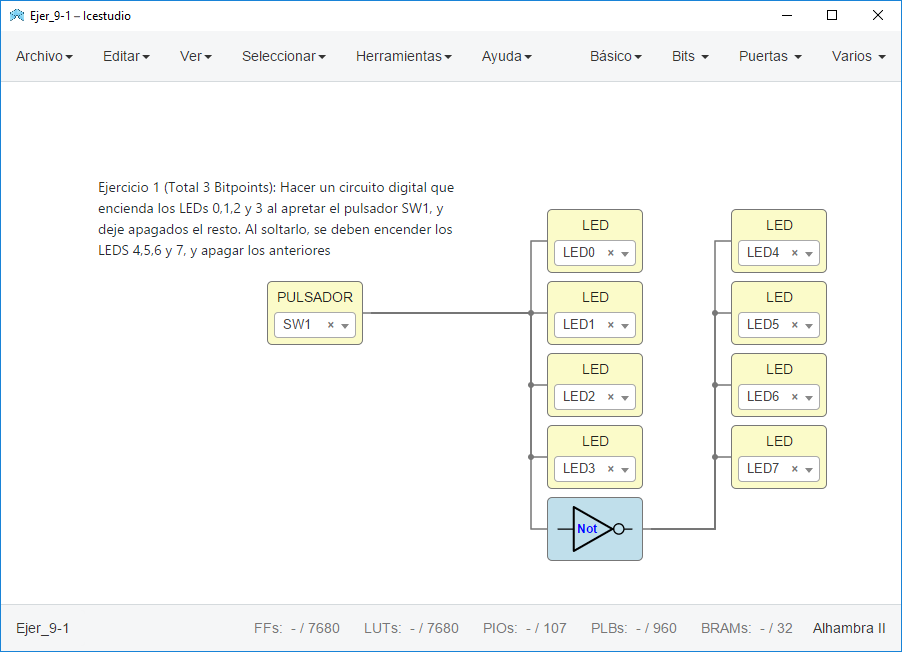 Ejer_9-1 – Icestudio
Archivo Editar Ver Seleccionar Herramientas Ayuda Básico Bits Puertas Varios
Ejercicio 1 (Total 3 Bitpoints): Hacer un circuito digital que
encienda los LEDs 0,1,2 y 3 al apretar el pulsador SW1, y
deje apagados el resto. Al soltarlo, se deben encender los
LEDS 4,5,6 y 7, y apagar los anteriores
PULSADOR
SW1 ×
LED
LED0 ×
LED
LED1 ×
LED
LED2 ×
LED
LED3 ×
Not
LED
LED4 ×
LED
LED5 ×
LED
LED6 ×
LED
LED7 ×
Ejer_9-1 FFs: - / 7680 LUTs: - / 7680 PIOs: - / 107 PLBs: - / 960 BRAMs: - / 32 Alhambra II